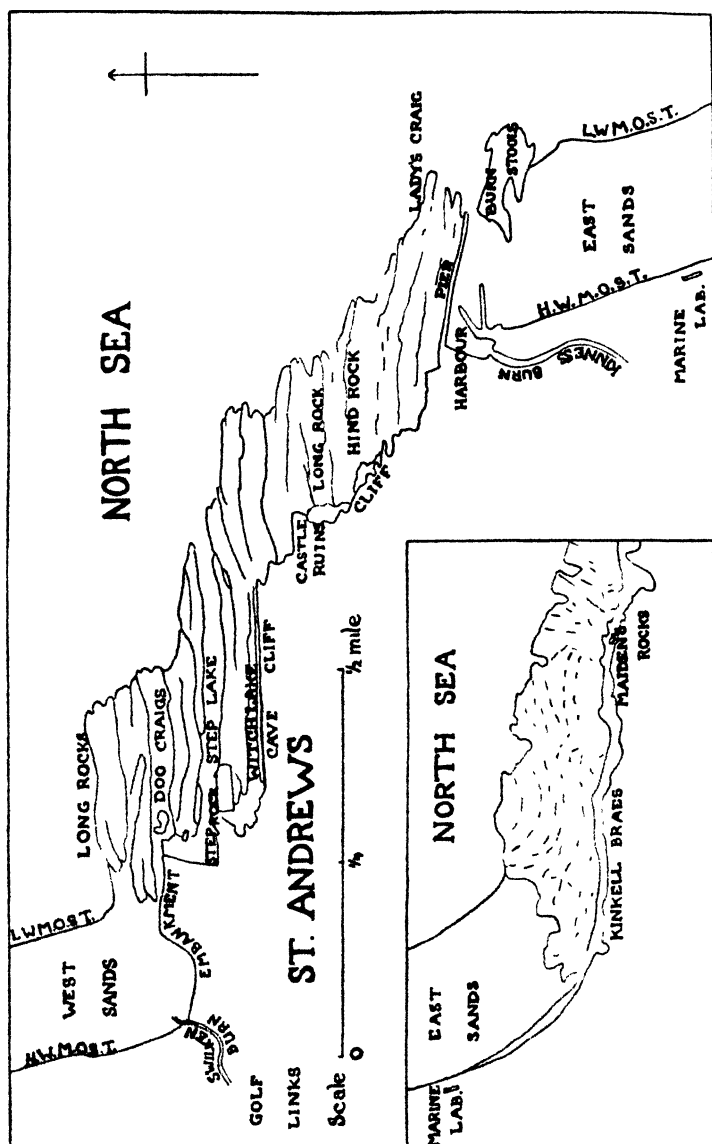 NORTH SEA
L.W.M.O.S.T.
WEST
SANDS
H.W.M.O.S.T.
LONG ROCKS
DOO CRAIGS
EMBANKMENT
SWILKEN
BURN
STEP ROCK
STEP LAKE
WITCH LAKE
CAVE
CLIFF
CASTLE
RUINS
LONG ROCK
HIND ROCK
CLIFF
LADY'S CRAIG
PIER
HARBOUR
BURN
STOOLS
L.W.M.O.S.T.
EAST
SANDS
H.W.M.O.S.T.
KINNESS
BURN
MARINE
LAB.
GOLF
LINKS
ST. ANDREWS
Scale
0
¼
½ mile
NORTH SEA
EAST
SANDS
MARINE
LAB.
KINKELL BRAES
MAIDEN'S
ROCKS